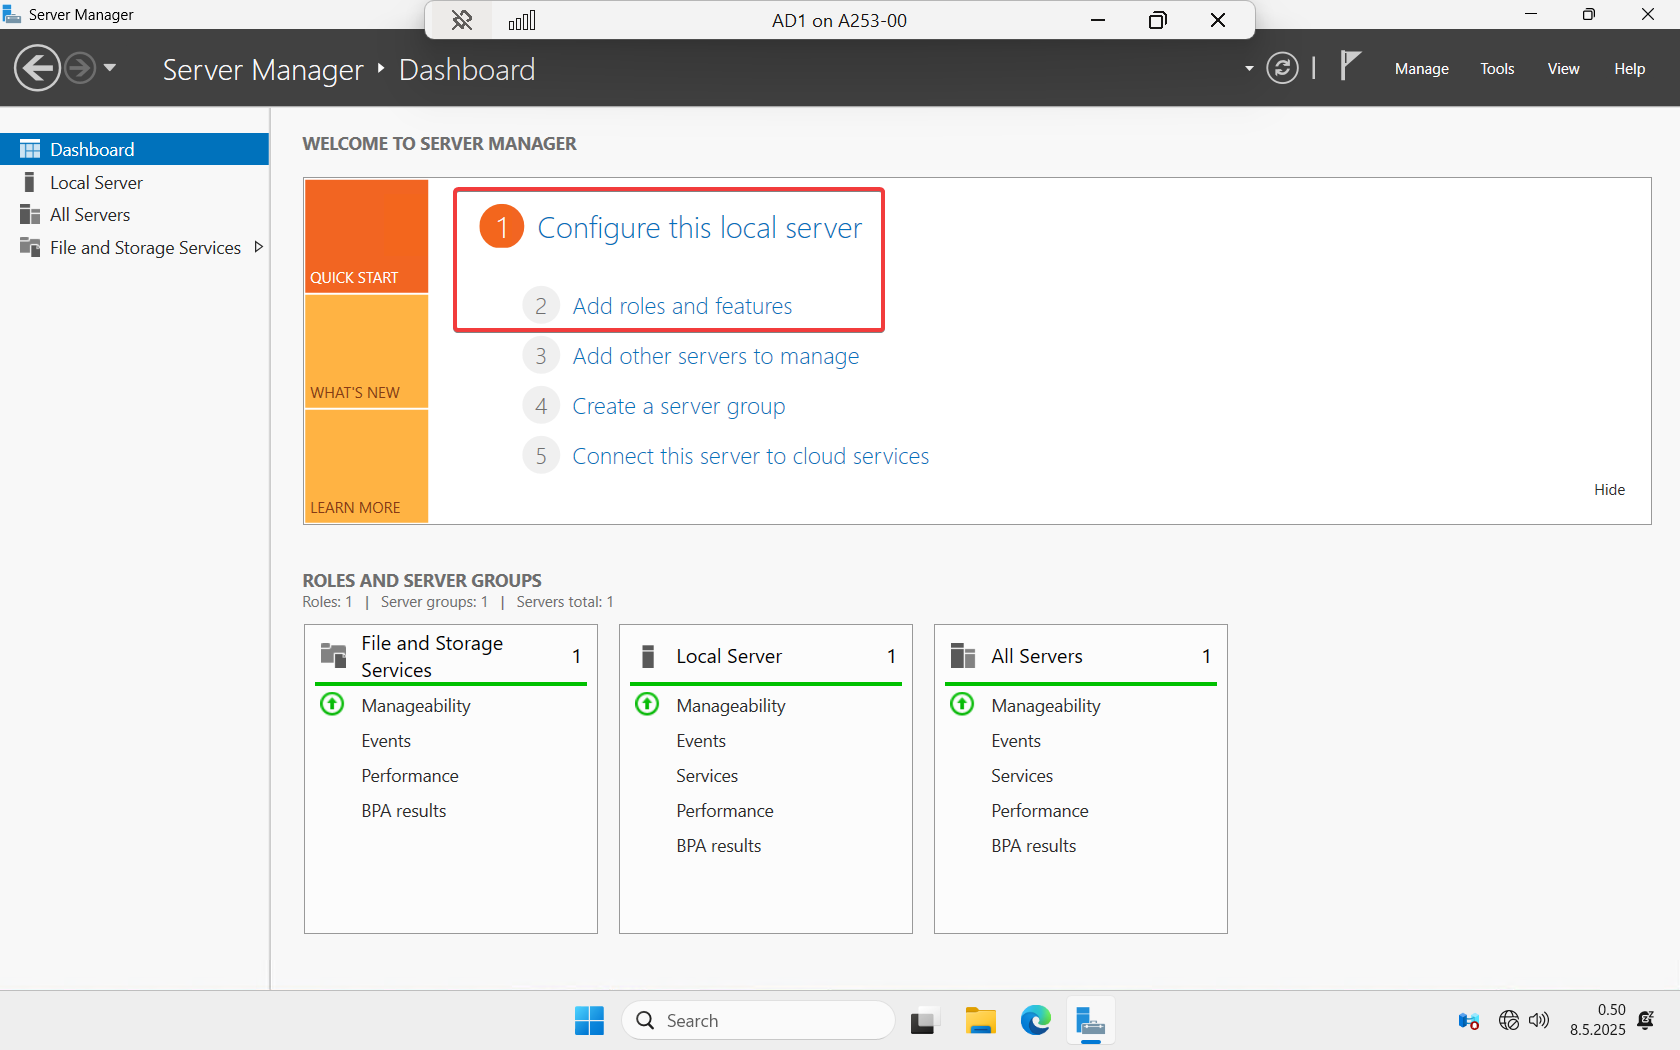 Server Manager
AD1 on A253-00
Server Manager
Dashboard
Manage
Tools
View
Help
Dashboard
Local Server
All Servers
File and Storage Services
WELCOME TO SERVER MANAGER
QUICK START
WHAT'S NEW
LEARN MORE
1 Configure this local server
2 Add roles and features
3 Add other servers to manage
4 Create a server group
5 Connect this server to cloud services
Hide
ROLES AND SERVER GROUPS
Roles: 1 | Server groups: 1 | Servers total: 1
File and Storage
Services
1
Manageability
Events
Performance
BPA results
Local Server
1
Manageability
Events
Services
Performance
BPA results
All Servers
1
Manageability
Events
Services
Performance
BPA results
Search
0.50
8.5.2025